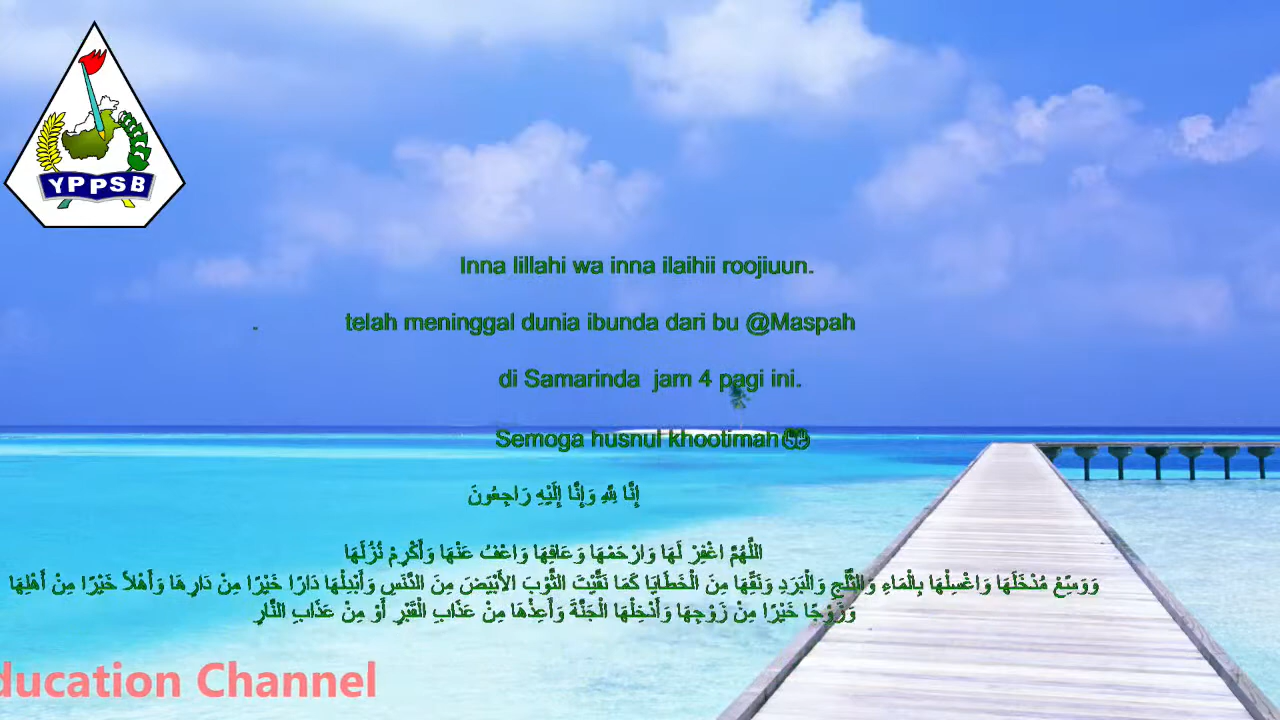 YPPSB
Inna lillahi wa inna ilaihii roojiuun.
. telah meninggal dunia ibunda dari bu @Maspah
di Samarinda jam 4 pagi ini.
Semoga husnul khootimah
إِنَّا لِلَّهِ وَإِنَّا إِلَيْهِ رَاجِعُونَ
اللَّهُمَّ اغْفِرْ لَهَا وَارْحَمْهَا وَعَافِهَا وَاعْفُ عَنْهَا وَأَكْرِمْ نُزُلَهَا
وَوَسِّعْ مُدْخَلَهَا وَاغْسِلْهَا بِالْمَاءِ وَالثَّلْجِ وَالْبَرَدِ وَنَقِّهَا مِنَ الْخَطَايَا كَمَا نَقَّيْتَ الثَّوْبَ الأَبْيَضَ مِنَ الدَّنَسِ وَأَبْدِلْهَا دَارًا خَيْرًا مِنْ دَارِهَا وَأَهْلاً خَيْرًا مِنْ أَهْلِهَا
وَزَوْجًا خَيْرًا مِنْ زَوْجِهَا وَأَدْخِلْهَا الْجَنَّةَ وَأَعِذْهَا مِنْ عَذَابِ الْقَبْرِ أَوْ مِنْ عَذَابِ النَّارِ
ducation Channel